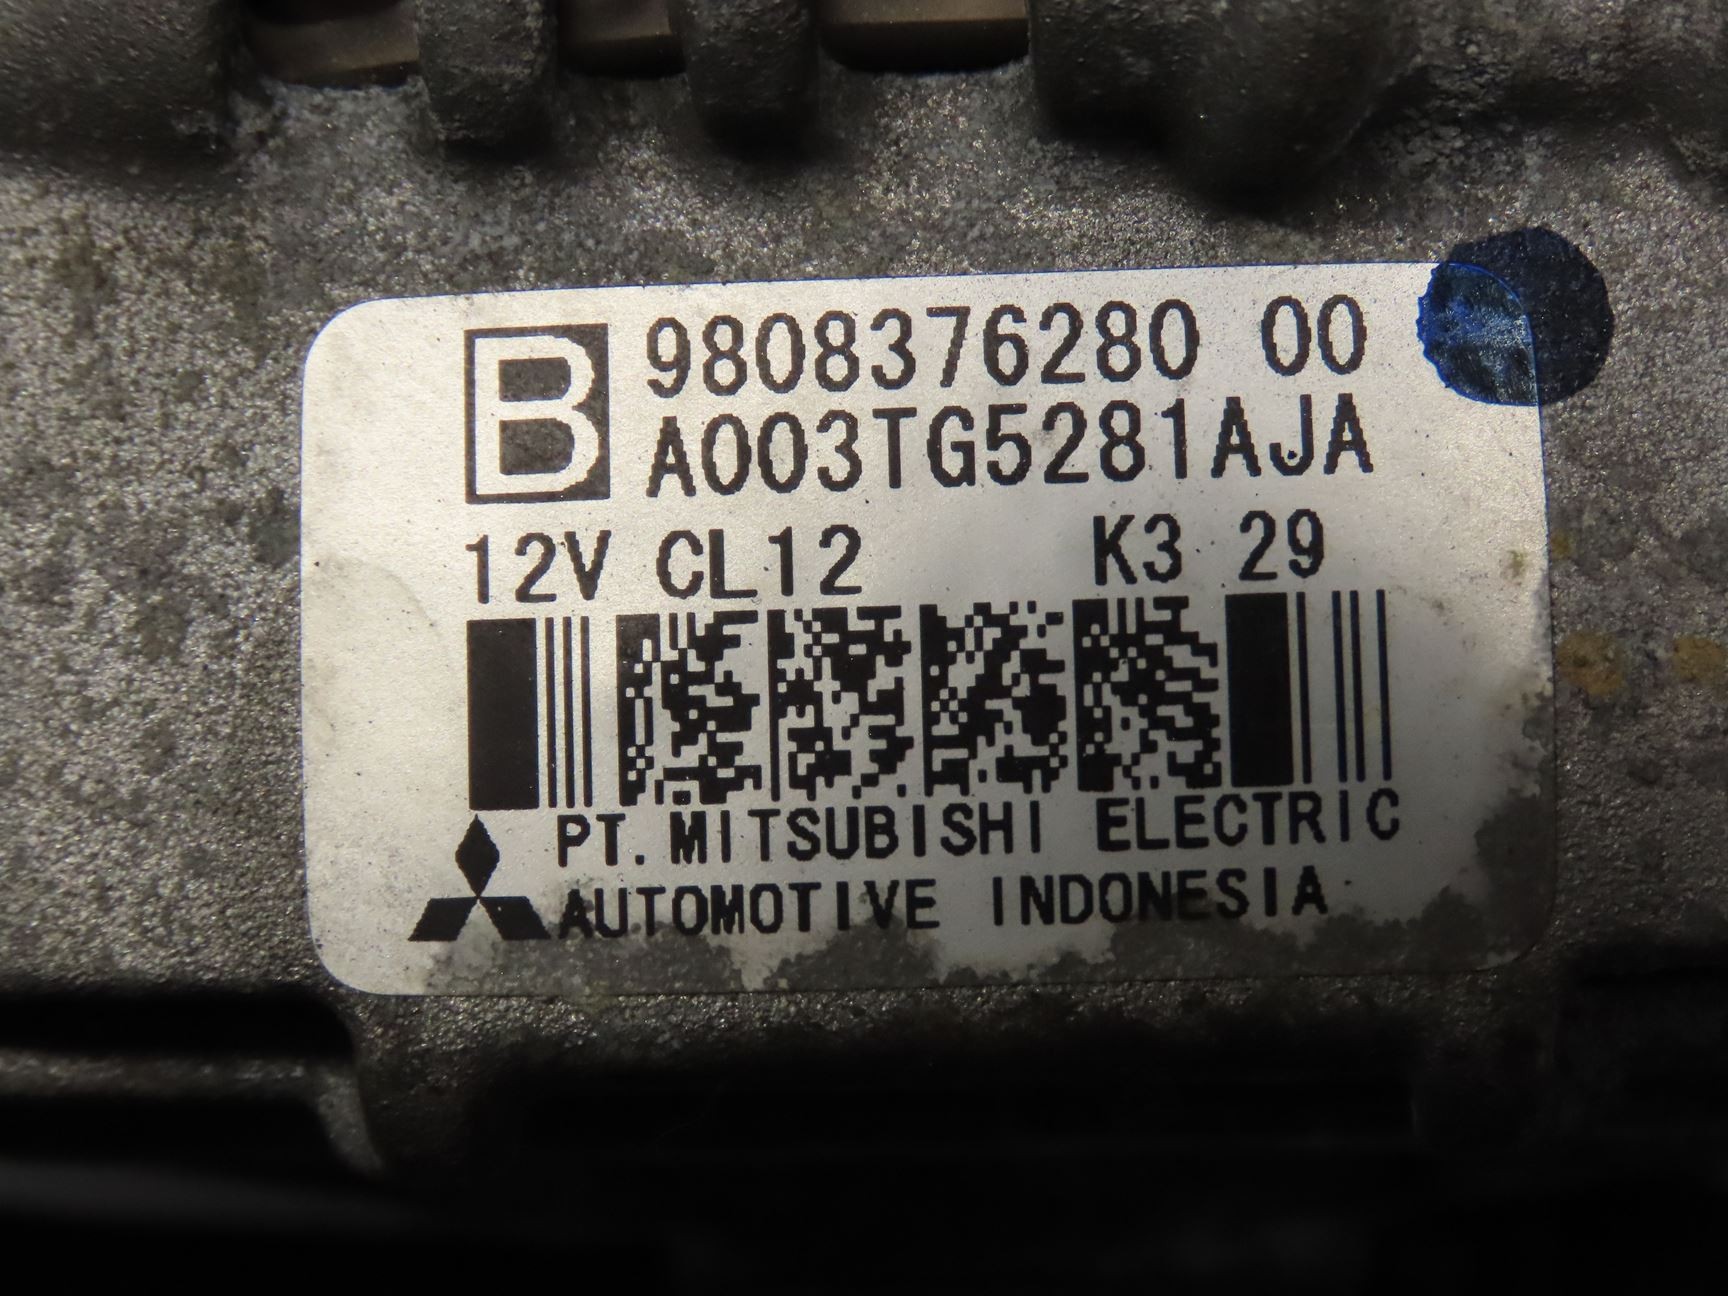 B
9808376280 00
A003TG5281AJA
12V CL12 K3 29
PT.MITSUBISHI ELECTRIC
AUTOMOTIVE INDONESIA